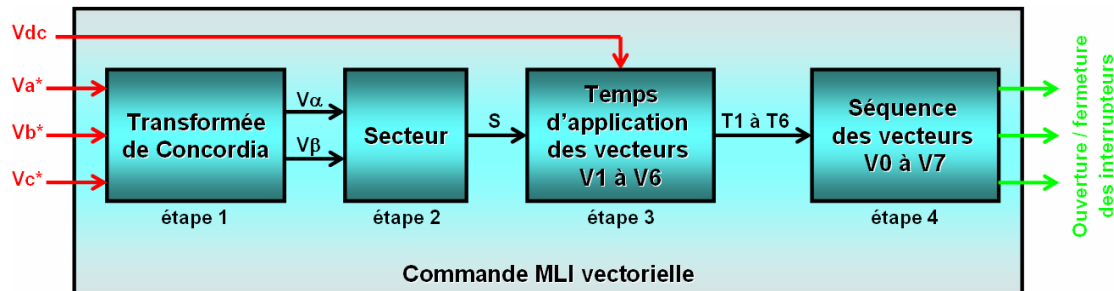 Vdc
Va*
Vb*
Vc*
Transformée
de Concordia
étape 1
Vα
Vβ
Secteur
étape 2
S
Temps
d'application
des vecteurs
V1 à V6
étape 3
T1 à T6
Séquence
des vecteurs
V0 à V7
étape 4
Ouverture / fermeture
des interrupteurs
Commande MLI vectorielle